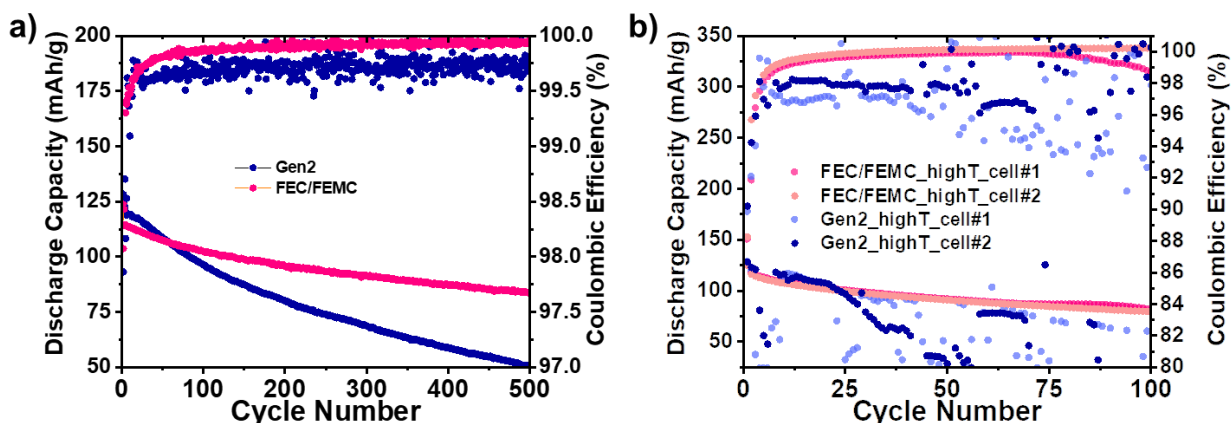 a)
200
175
150
125
100
75
50
Discharge Capacity (mAh/g)
Gen2
FEC/FEMC
100.0
99.5
99.0
98.5
98.0
97.5
97.0
Coulombic Efficiency (%)
0 100 200 300 400 500
Cycle Number
b)
350
300
250
200
150
100
50
Discharge Capacity (mAh/g)
FEC/FEMC_highT_cell#1
FEC/FEMC_highT_cell#2
Gen2_highT_cell#1
Gen2_highT_cell#2
100
98
96
94
92
90
88
86
84
82
80
Coulombic Efficiency (%)
0 25 50 75 100
Cycle Number